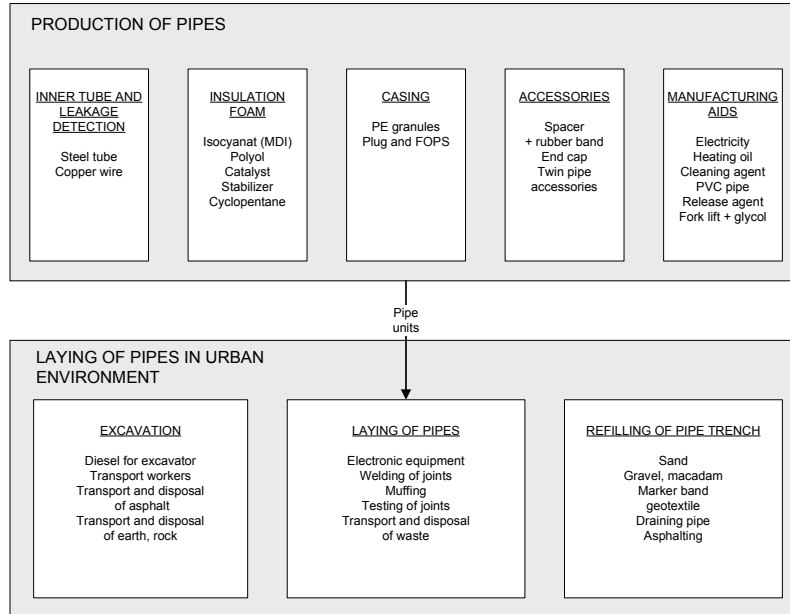 PRODUCTION OF PIPES
INNER TUBE AND
LEAKAGE
DETECTION
Steel tube
Copper wire
INSULATION
FOAM
Isocyanat (MDI)
Polyol
Catalyst
Stabilizer
Cyclopentane
CASING
PE granules
Plug and FOPS
ACCESSORIES
Spacer
+ rubber band
End cap
Twin pipe
accessories
MANUFACTURING
AIDS
Electricity
Heating oil
Cleaning agent
PVC pipe
Release agent
Fork lift + glycol
Pipe
units
LAYING OF PIPES IN URBAN
ENVIRONMENT
EXCAVATION
Diesel for excavator
Transport workers
Transport and disposal
of asphalt
Transport and disposal
of earth, rock
LAYING OF PIPES
Electronic equipment
Welding of joints
Muffing
Testing of joints
Transport and disposal
of waste
REFILLING OF PIPE TRENCH
Sand
Gravel, macadam
Marker band
geotextile
Draining pipe
Asphalting